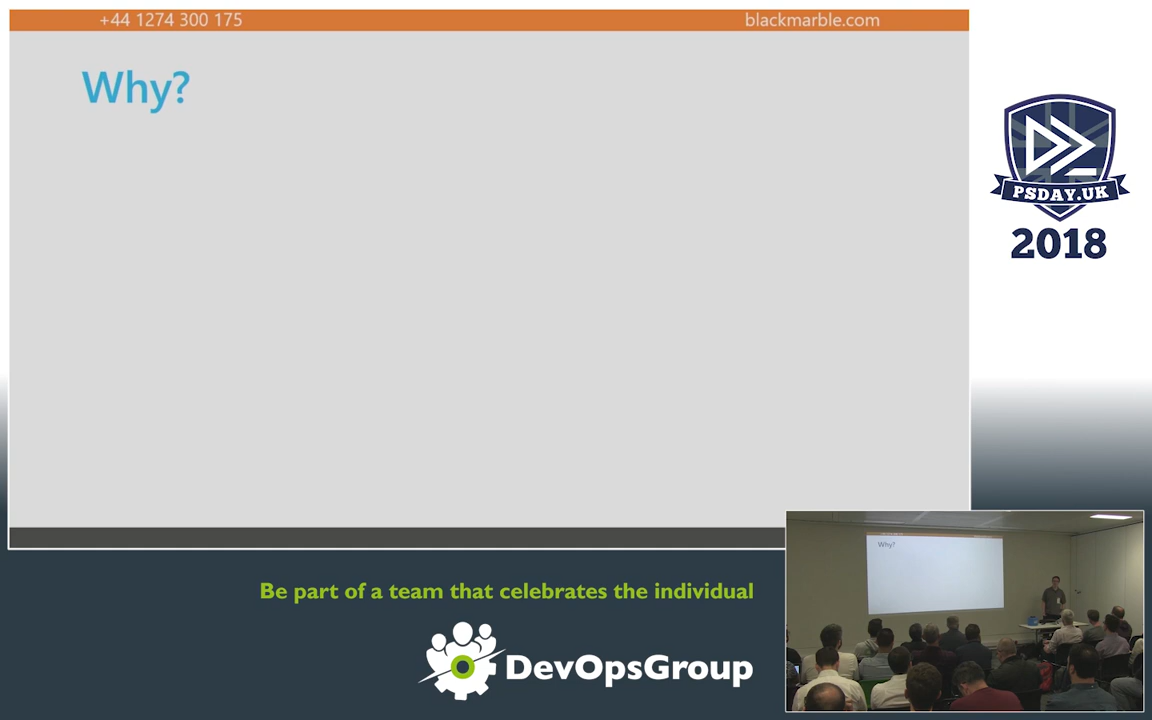 +44 1274 300 175
blackmarble.com
Why?
PSDAY.UK
2018
Why?
Be part of a team that celebrates the individual
DevOpsGroup